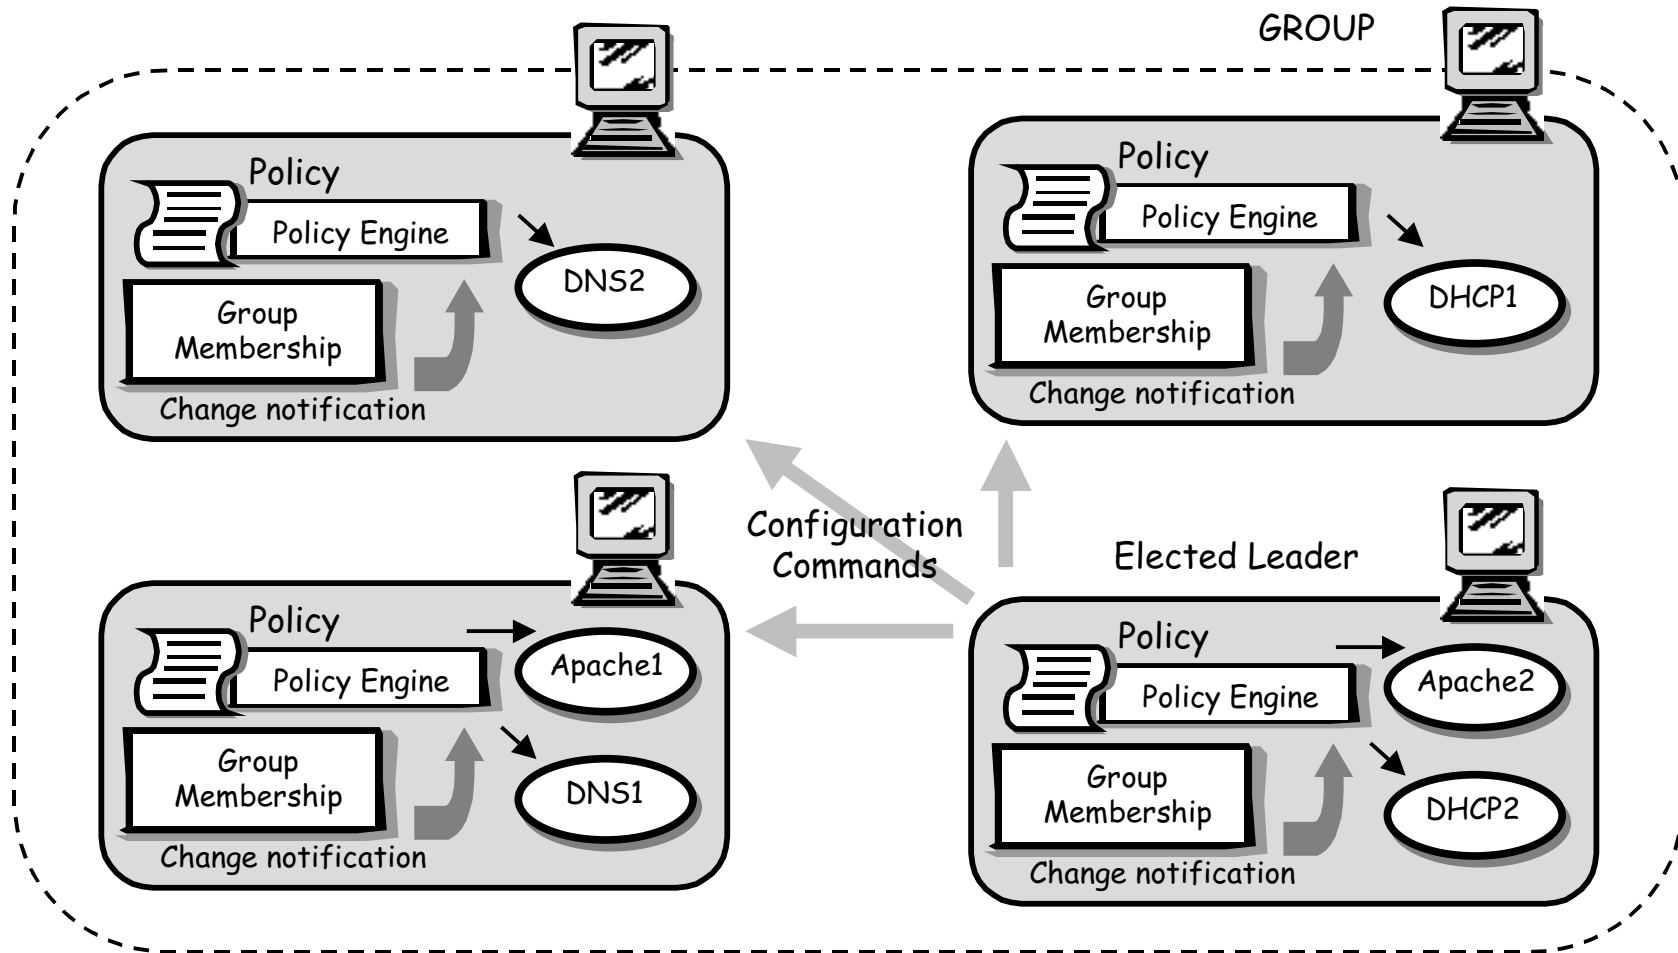 GROUP
Policy
Policy Engine
DNS2
Group
Membership
Change notification
Policy
Policy Engine
DHCP1
Group
Membership
Change notification
Configuration
Commands
Elected Leader
Policy
Policy Engine
Apache1
Group
Membership
DNS1
Change notification
Policy
Policy Engine
Apache2
Group
Membership
DHCP2
Change notification